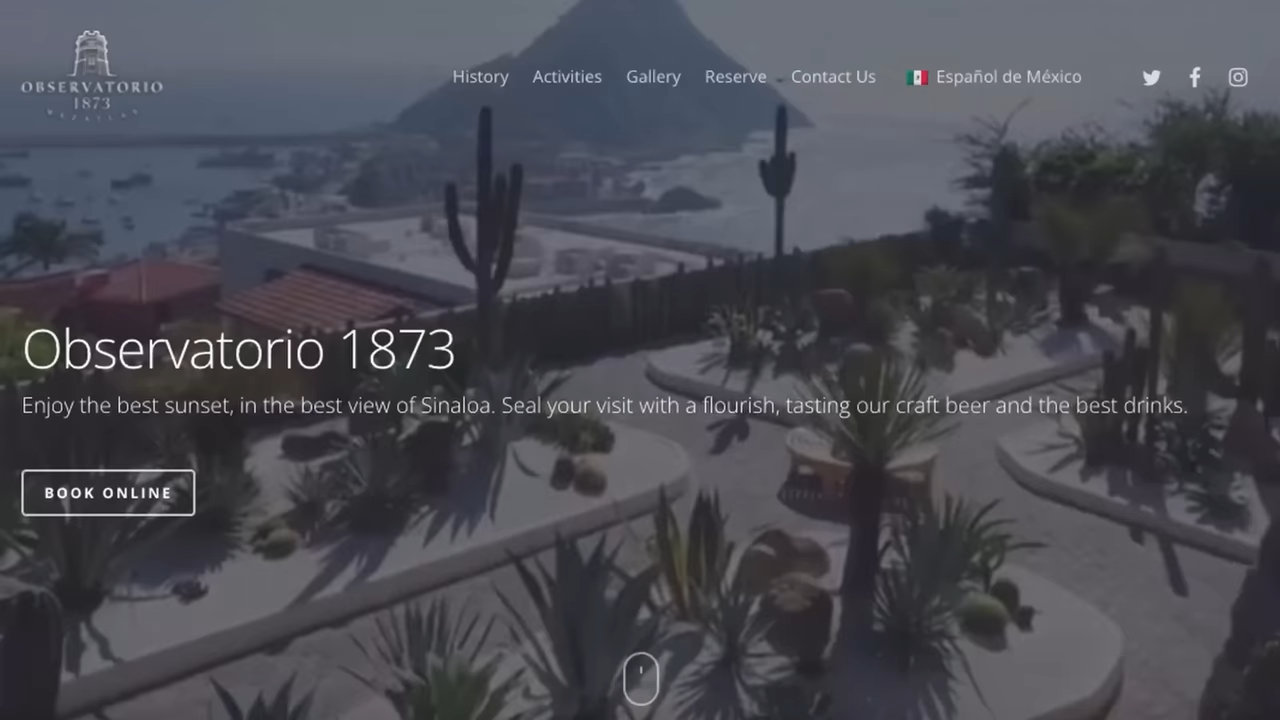 OBSERVATORIO
1873
MAZATLAN
History Activities Gallery Reserve Contact Us Español de México
Observatorio 1873
Enjoy the best sunset, in the best view of Sinaloa. Seal your visit with a flourish, tasting our craft beer and the best drinks.
BOOK ONLINE